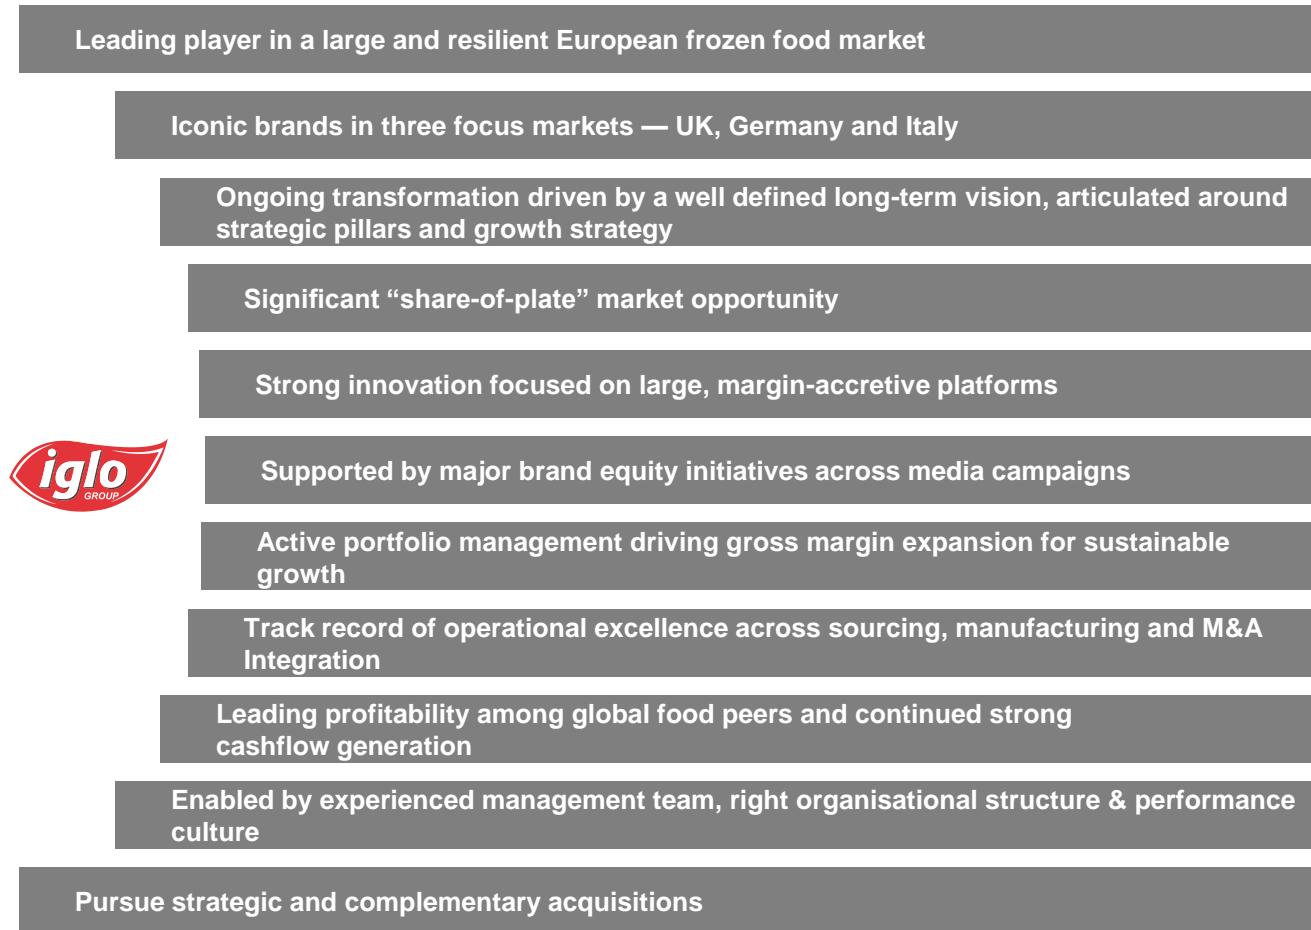 Leading player in a large and resilient European frozen food market
Iconic brands in three focus markets — UK, Germany and Italy
Ongoing transformation driven by a well defined long-term vision, articulated around
strategic pillars and growth strategy
Significant “share-of-plate” market opportunity
Strong innovation focused on large, margin-accretive platforms
iglo
GROUP
Supported by major brand equity initiatives across media campaigns
Active portfolio management driving gross margin expansion for sustainable
growth
Track record of operational excellence across sourcing, manufacturing and M&A
Integration
Leading profitability among global food peers and continued strong
cashflow generation
Enabled by experienced management team, right organisational structure & performance
culture
Pursue strategic and complementary acquisitions